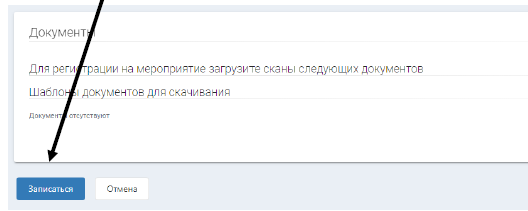 Документы
Для регистрации на мероприятие загрузите сканы следующих документов
Шаблоны документов для скачивания
Документы отсутствуют
Записаться Отмена